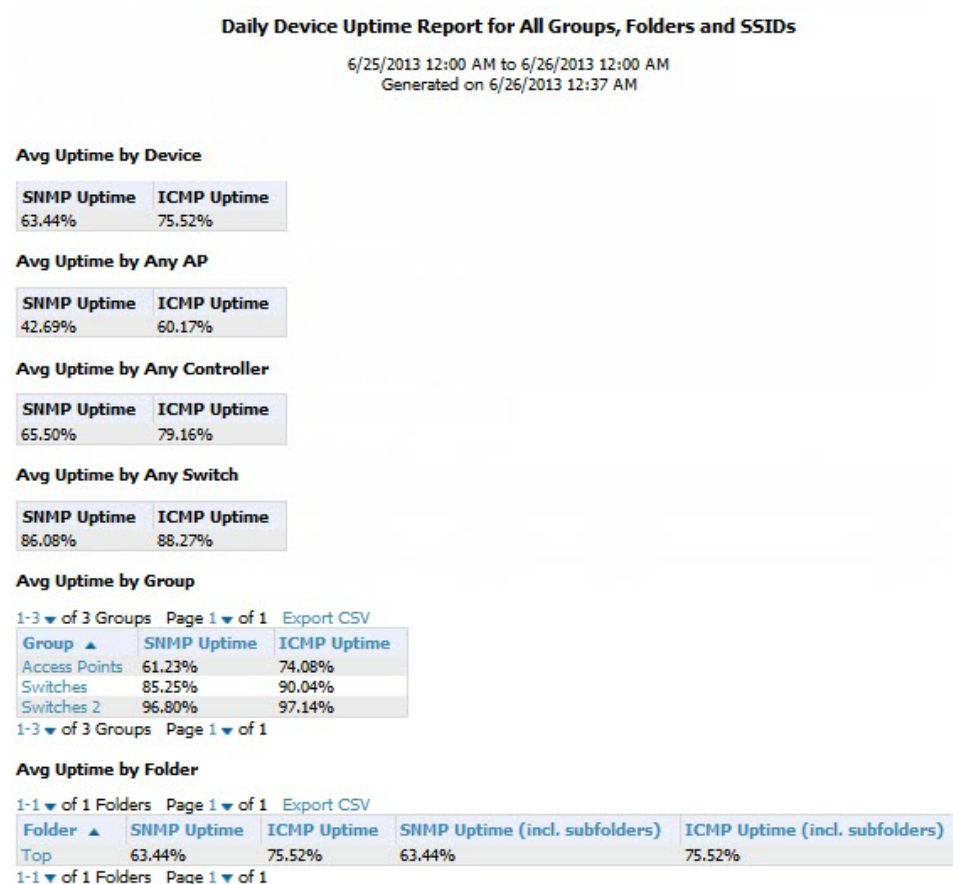 Daily Device Uptime Report for All Groups, Folders and SSIDs
6/25/2013 12:00 AM to 6/26/2013 12:00 AM
Generated on 6/26/2013 12:37 AM
Avg Uptime by Device
SNMP Uptime ICMP Uptime
63.44% 75.52%
Avg Uptime by Any AP
SNMP Uptime ICMP Uptime
42.69% 60.17%
Avg Uptime by Any Controller
SNMP Uptime ICMP Uptime
65.50% 79.16%
Avg Uptime by Any Switch
SNMP Uptime ICMP Uptime
86.08% 88.27%
Avg Uptime by Group
1-3 ▼ of 3 Groups Page 1 ▼ of 1 Export CSV
Group ▲ SNMP Uptime ICMP Uptime
Access Points 61.23% 74.08%
Switches 85.25% 90.04%
Switches 2 96.80% 97.14%
1-3 ▼ of 3 Groups Page 1 ▼ of 1
Avg Uptime by Folder
1-1 ▼ of 1 Folders Page 1 ▼ of 1 Export CSV
Folder ▲ SNMP Uptime ICMP Uptime SNMP Uptime (incl. subfolders) ICMP Uptime (incl. subfolders)
Top 63.44% 75.52% 63.44% 75.52%
1-1 ▼ of 1 Folders Page 1 ▼ of 1